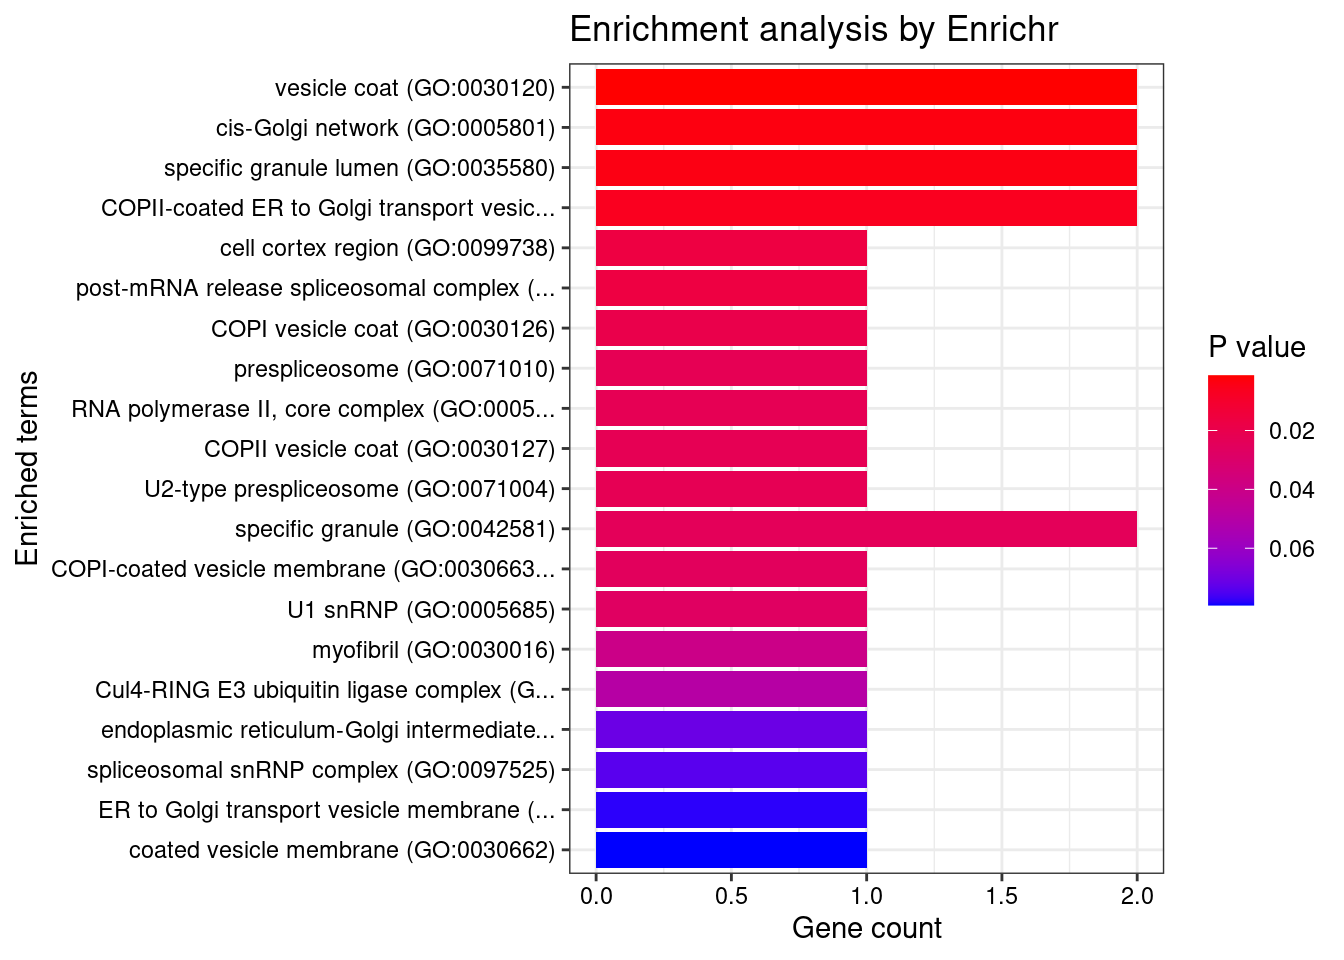 Enrichment analysis by Enrichr
vesicle coat (GO:0030120)
cis-Golgi network (GO:0005801)
specific granule lumen (GO:0035580)
COPII-coated ER to Golgi transport vesic...
cell cortex region (GO:0099738)
post-mRNA release spliceosomal complex (...
COPI vesicle coat (GO:0030126)
prespliceosome (GO:0071010)
RNA polymerase II, core complex (GO:0005...
COPII vesicle coat (GO:0030127)
U2-type prespliceosome (GO:0071004)
specific granule (GO:0042581)
COPI-coated vesicle membrane (GO:0030663...
U1 snRNP (GO:0005685)
myofibril (GO:0030016)
Cul4-RING E3 ubiquitin ligase complex (G...
endoplasmic reticulum-Golgi intermediate...
spliceosomal snRNP complex (GO:0097525)
ER to Golgi transport vesicle membrane (...
coated vesicle membrane (GO:0030662)
Enriched terms
0.0 0.5 1.0 1.5 2.0
Gene count
P value
0.02
0.04
0.06